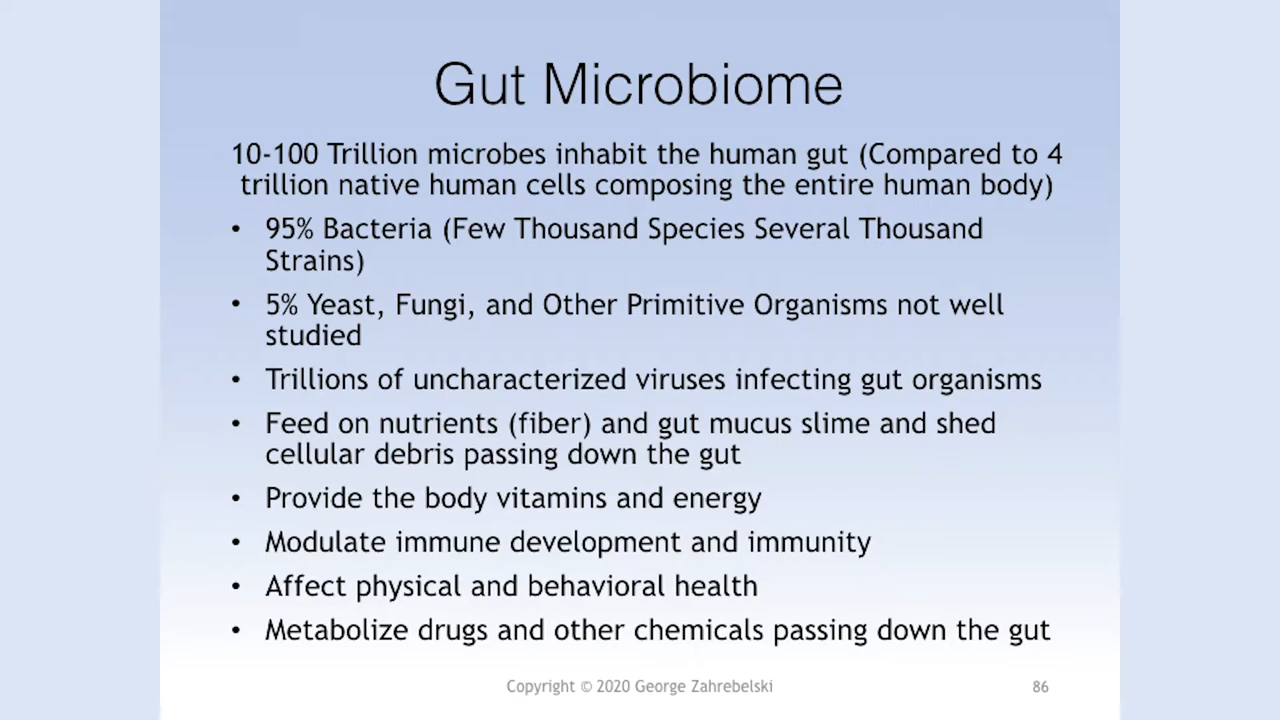 Gut Microbiome
10-100 Trillion microbes inhabit the human gut (Compared to 4
trillion native human cells composing the entire human body)
• 95% Bacteria (Few Thousand Species Several Thousand
Strains)
• 5% Yeast, Fungi, and Other Primitive Organisms not well
studied
• Trillions of uncharacterized viruses infecting gut organisms
• Feed on nutrients (fiber) and gut mucus slime and shed
cellular debris passing down the gut
• Provide the body vitamins and energy
• Modulate immune development and immunity
• Affect physical and behavioral health
• Metabolize drugs and other chemicals passing down the gut
Copyright © 2020 George Zahrebelski
86